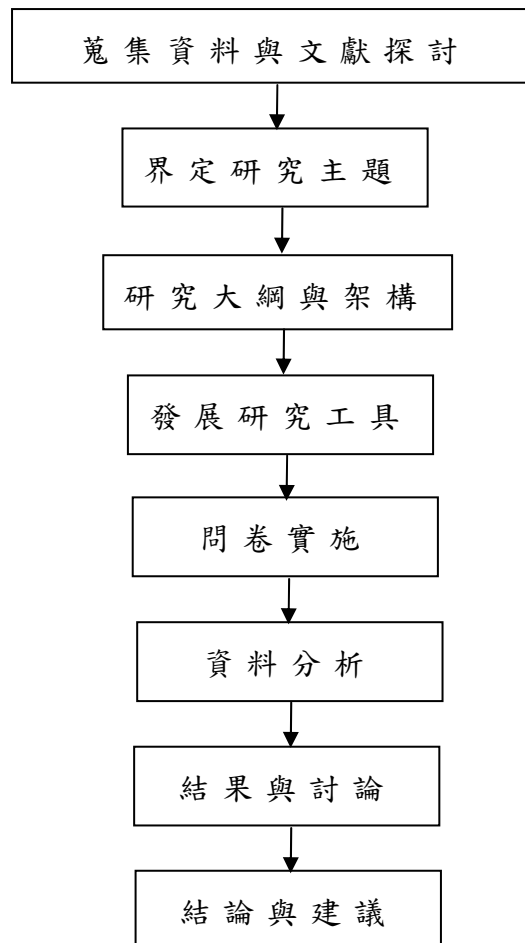 蒐集資料與文獻探討
界定研究主題
研究大綱與架構
發展研究工具
問卷實施
資料分析
結果與討論
結論與建議